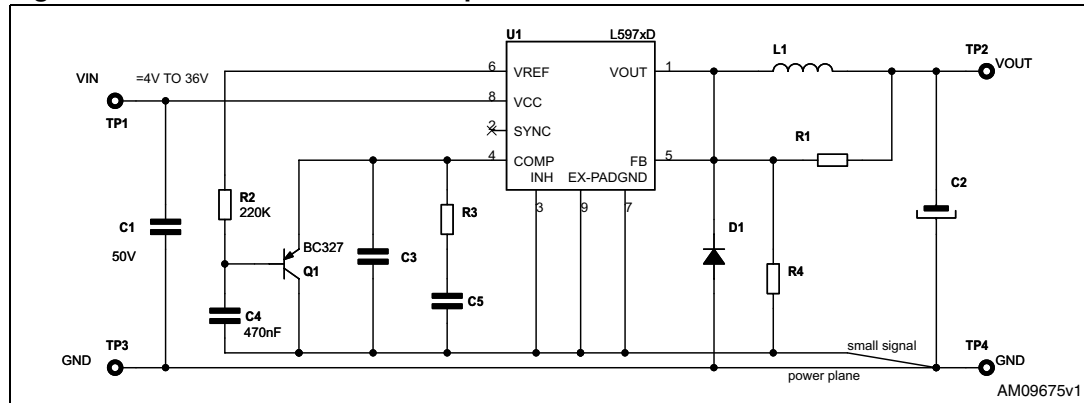 U1
L597xD
L1
TP2
VIN
=4V TO 36V
6
VREF
VOUT
1
VOUT
8
VCC
TP1
2
SYNC
R1
4
COMP
FB
5
INH
EX-PAD
GND
R2
220K
3
9
7
R3
C2
C1
BC327
D1
50V
Q1
C3
R4
C4
470nF
C5
TP3
small signal
TP4
GND
GND
power plane
AM09675v1